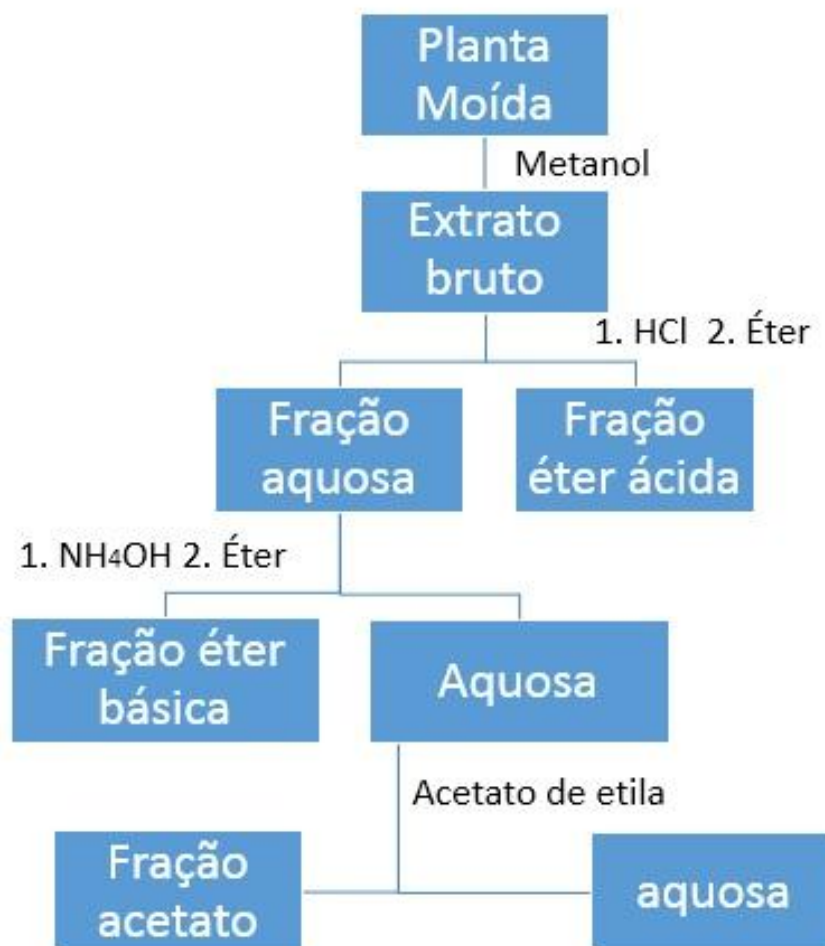 Planta
Moída
Metanol
Extrato
bruto
1. HCl 2. Éter
Fração
aquosa
Fração
éter ácida
1. NH4OH 2. Éter
Fração éter
básica
Aquosa
Acetato de etila
Fração
acetato
aquosa